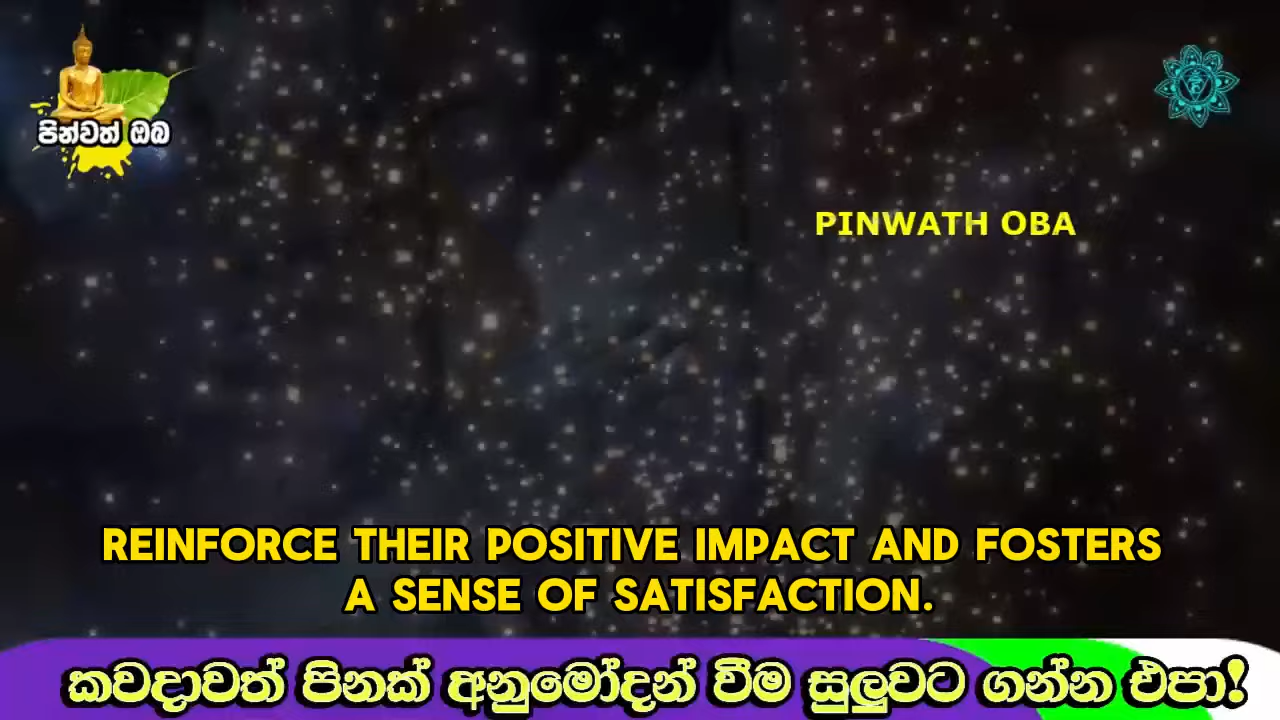 පින්වත් ඔබ
PINWATH OBA
REINFORCE THEIR POSITIVE IMPACT AND FOSTERS
A SENSE OF SATISFACTION.
කවදාවත් පිනක් අනුමෝදන් වීම සුලුවට ගන්න එපා!